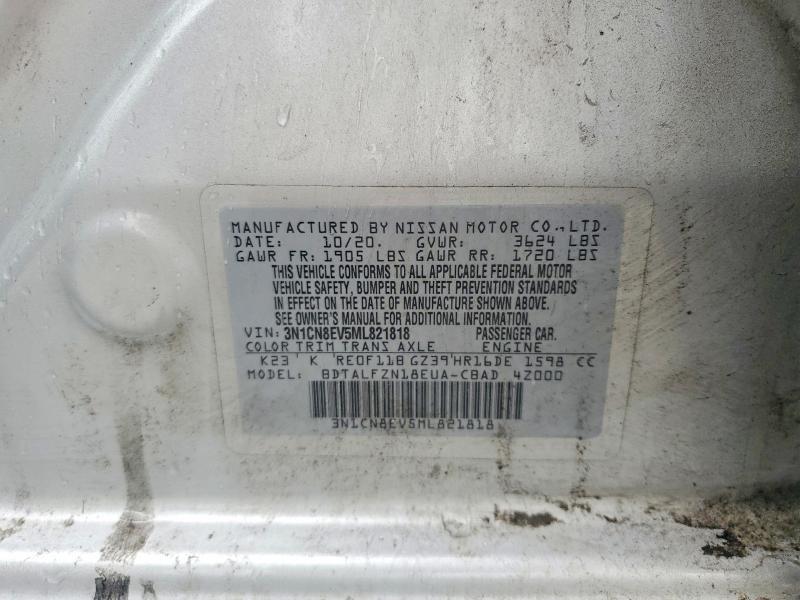 MANUFACTURED BY NISSAN MOTOR CO., LTD.
DATE: 10/20. GVWR: 3624 LBS
GAWR FR: 1905 LBS GAWR RR: 1720 LBS
THIS VEHICLE CONFORMS TO ALL APPLICABLE FEDERAL MOTOR
VEHICLE SAFETY, BUMPER AND THEFT PREVENTION STANDARDS
IN EFFECT ON THE DATE OF MANUFACTURE SHOWN ABOVE.
SEE OWNER'S MANUAL FOR ADDITIONAL INFORMATION.
VIN: 3N1CN8EV5ML821818 PASSENGER CAR.
COLOR TRIM TRANS AXLE ENGINE
K23 K RE0F11B GZ39 HR16DE 1598 CC
MODEL: BDTALFZN18EUA-CBAD 4Z000
3N1CN8EV5ML821818